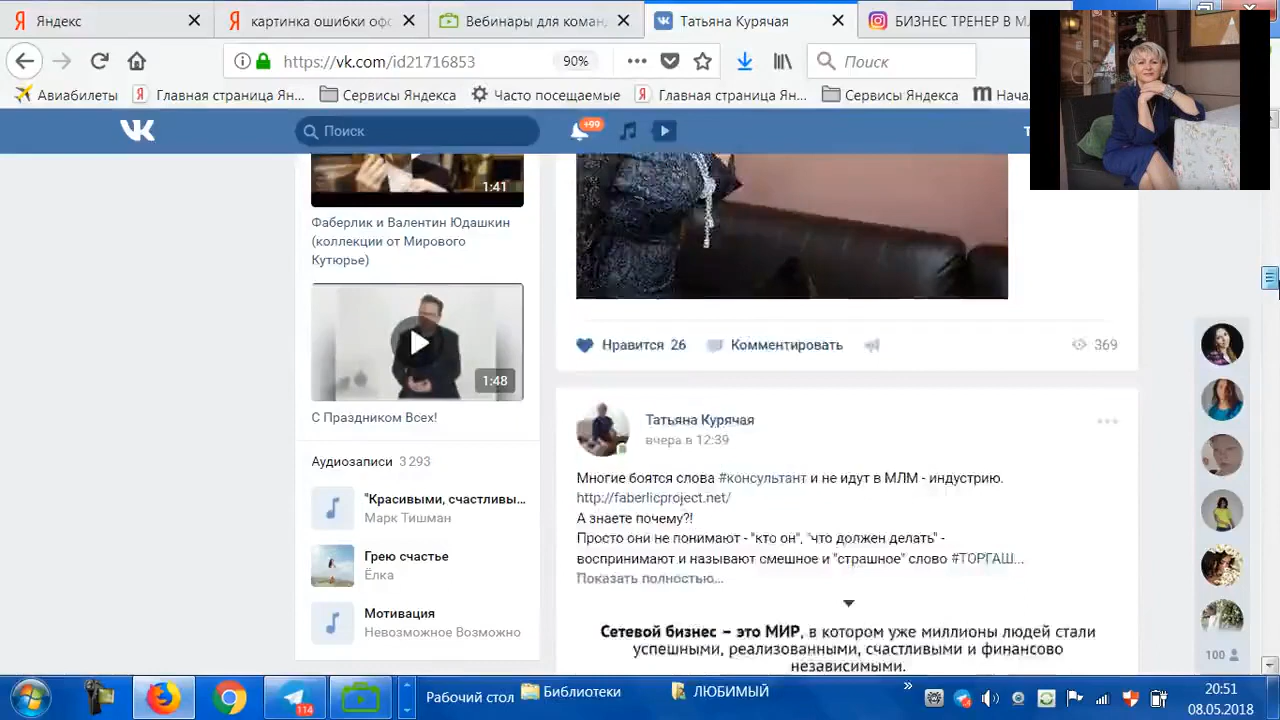 Яндекс
картинка ошибки офо
Вебинары для команд
Татьяна Курячая
БИЗНЕС ТРЕНЕР В М
https://vk.com/id21716853
90%
Поиск
Авиабилеты
Главная страница Ян...
Сервисы Яндекса
Часто посещаемые
Главная страница Ян...
Сервисы Яндекса
Нача
Поиск
+99
Т
1:41
Фаберлик и Валентин Юдашкин
(коллекции от Мирового
Кутюрье)
1:48
С Праздником Всех!
Аудиозаписи 3 293
"Красивыми, счастливы...
Марк Тишман
Грею счастье
Ёлка
Мотивация
Невозможное Возможно
Нравится 26
Комментировать
369
Татьяна Курячая
вчера в 12:39
Многие боятся слова #консультант и не идут в МЛМ - индустрию.
http://faberlicproject.net/
А знаете почему?!
Просто они не понимают - "кто он", "что должен делать" -
воспринимают и называют смешное и "страшное" слово #ТОРГАШ...
Показать полностью...
Сетевой бизнес – это МИР, в котором уже миллионы людей стали
успешными, реализованными, счастливыми и финансово
независимыми.
100
114
Рабочий стол
Библиотеки
ЛЮБИМЫЙ
20:51
08.05.2018